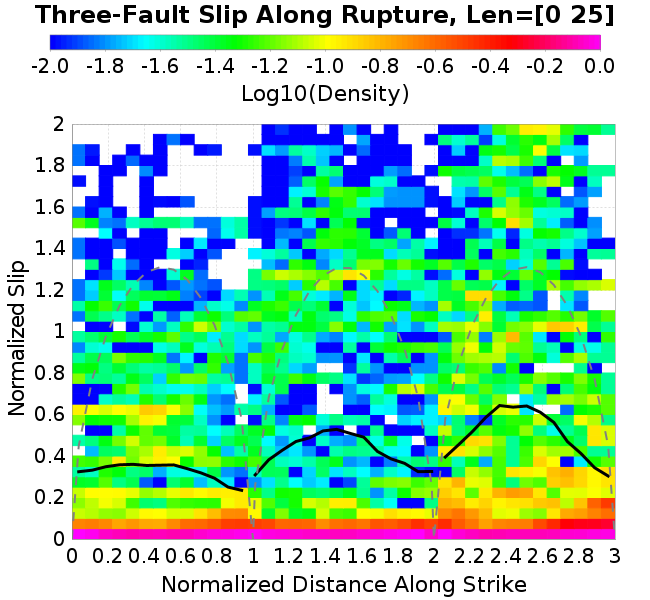 Three-Fault Slip Along Rupture, Len=[0 25]
-2.0 -1.8 -1.6 -1.4 -1.2 -1.0 -0.8 -0.6 -0.4 -0.2 0.0
Log10(Density)
2
1.8
1.6
1.4
1.2
1
0.8
0.6
0.4
0.2
0
Normalized Slip
0 0.2 0.4 0.6 0.8 1 1.2 1.4 1.6 1.8 2 2.2 2.4 2.6 2.8 3
Normalized Distance Along Strike